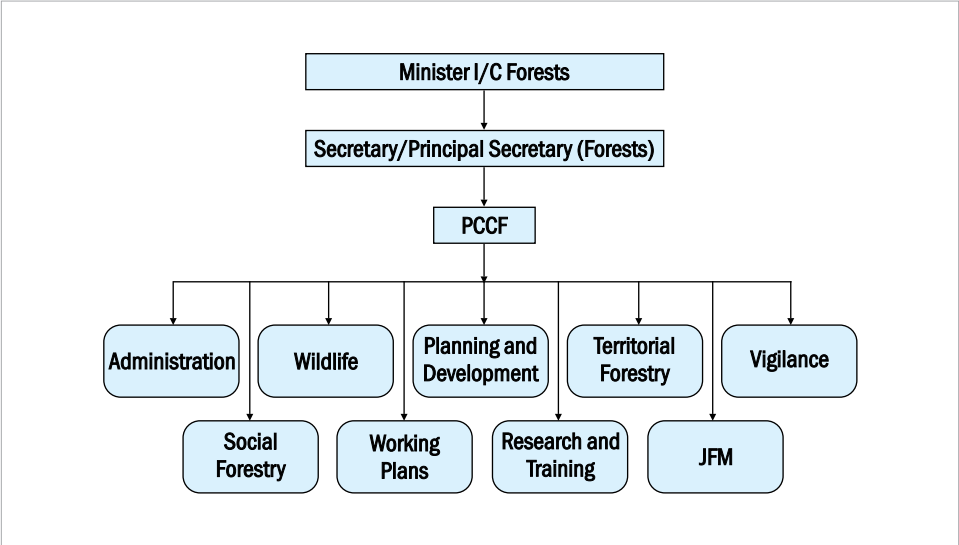 Minister I/C Forests
Secretary/Principal Secretary (Forests)
PCCF
Administration
Wildlife
Planning and
Development
Territorial
Forestry
Vigilance
Social
Forestry
Working
Plans
Research and
Training
JFM